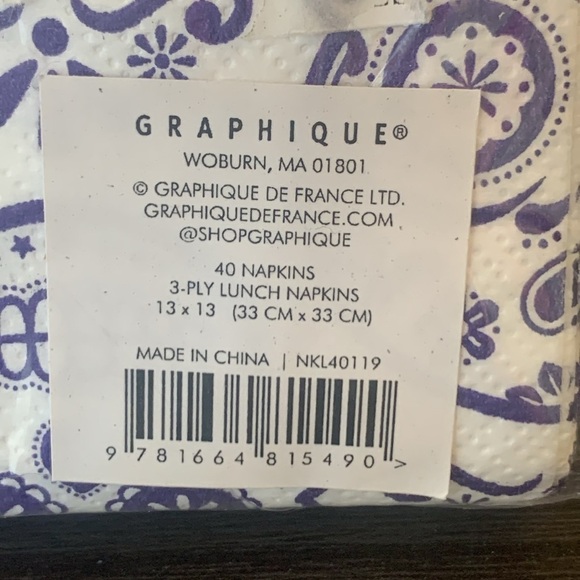 GRAPHIQUE®
WOBURN, MA 01801
© GRAPHIQUE DE FRANCE LTD.
GRAPHIQUEDEFRANCE.COM
@SHOPGRAPHIQUE
40 NAPKINS
3-PLY LUNCH NAPKINS
13 x 13 (33 CM x 33 CM)
MADE IN CHINA | NKL40119
9 781664 815490 >